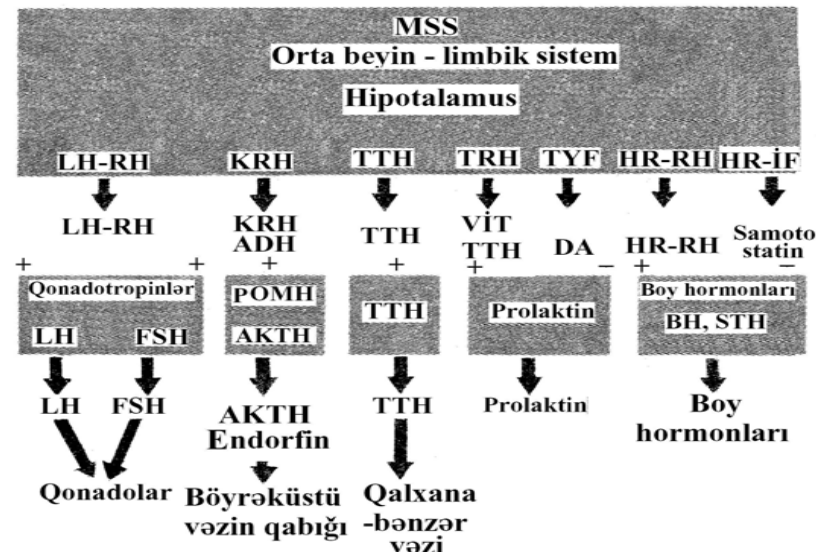 MSS
Orta beyin - limbik sistem
Hipotalamus
LH-RH KRH TTH TRH TYF HR-RH HR-İF
LH-RH
KRH
ADH
TTH
VİT
TTH
DA
HR-RH
Samoto
statin
+ + + + + − + −
Qonadotropinlər
LH FSH
POMH
AKTH
TTH
Prolaktin
Boy hormonları
BH, STH
LH FSH
AKTH
Endorfin
TTH
Prolaktin
Boy
hormonları
Qonadolar
Böyrəküstü
vəzin qabığı
Qalxana
-bənzər
vəzi